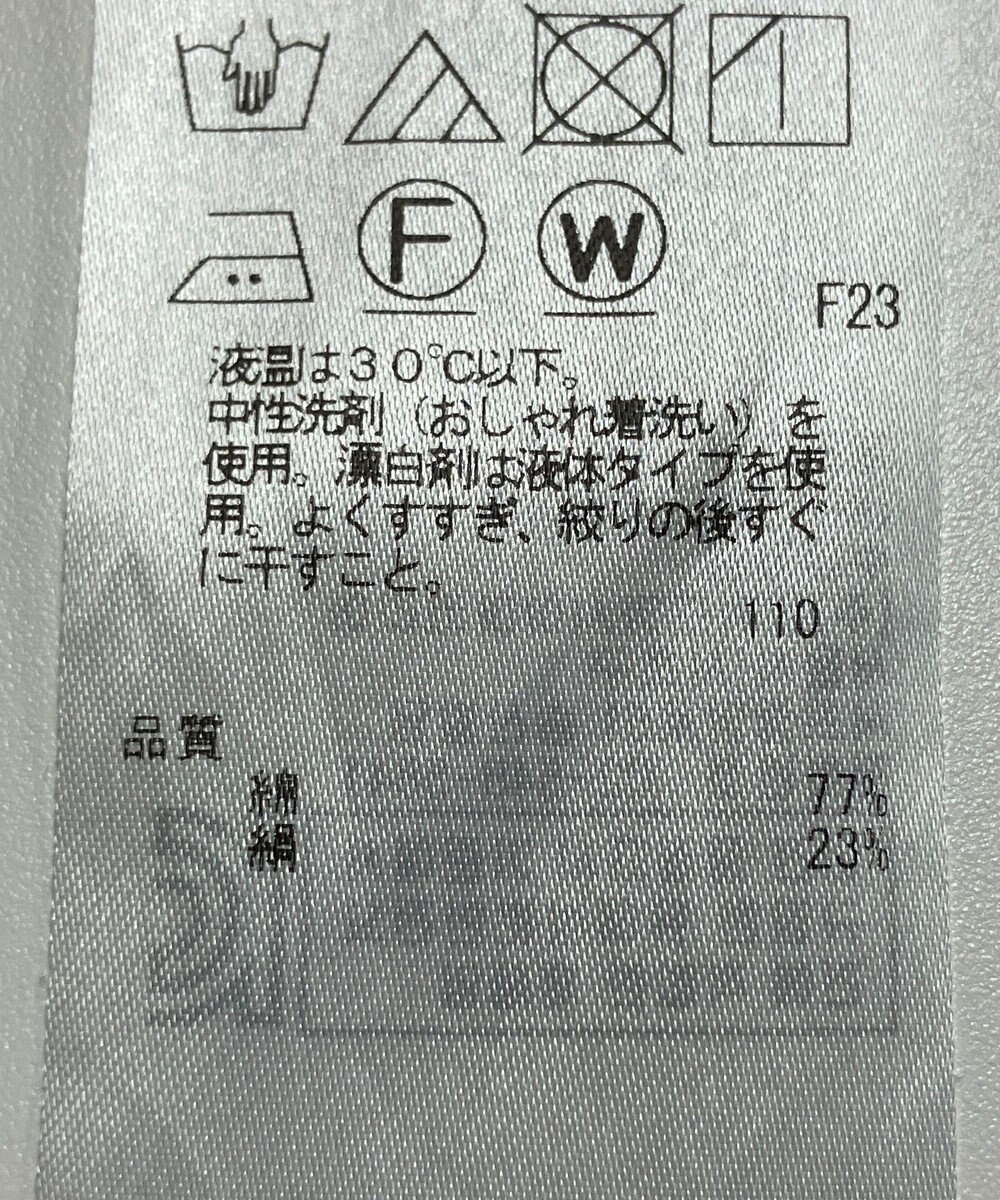 F
W
F23
液温は30℃以下。
中性洗剤（おしゃれ着洗い）を
使用。漂白剤は液体タイプを使
用。よくすすぎ、絞りの後すぐ
に干すこと。
110
品質
綿 77%
絹 23%